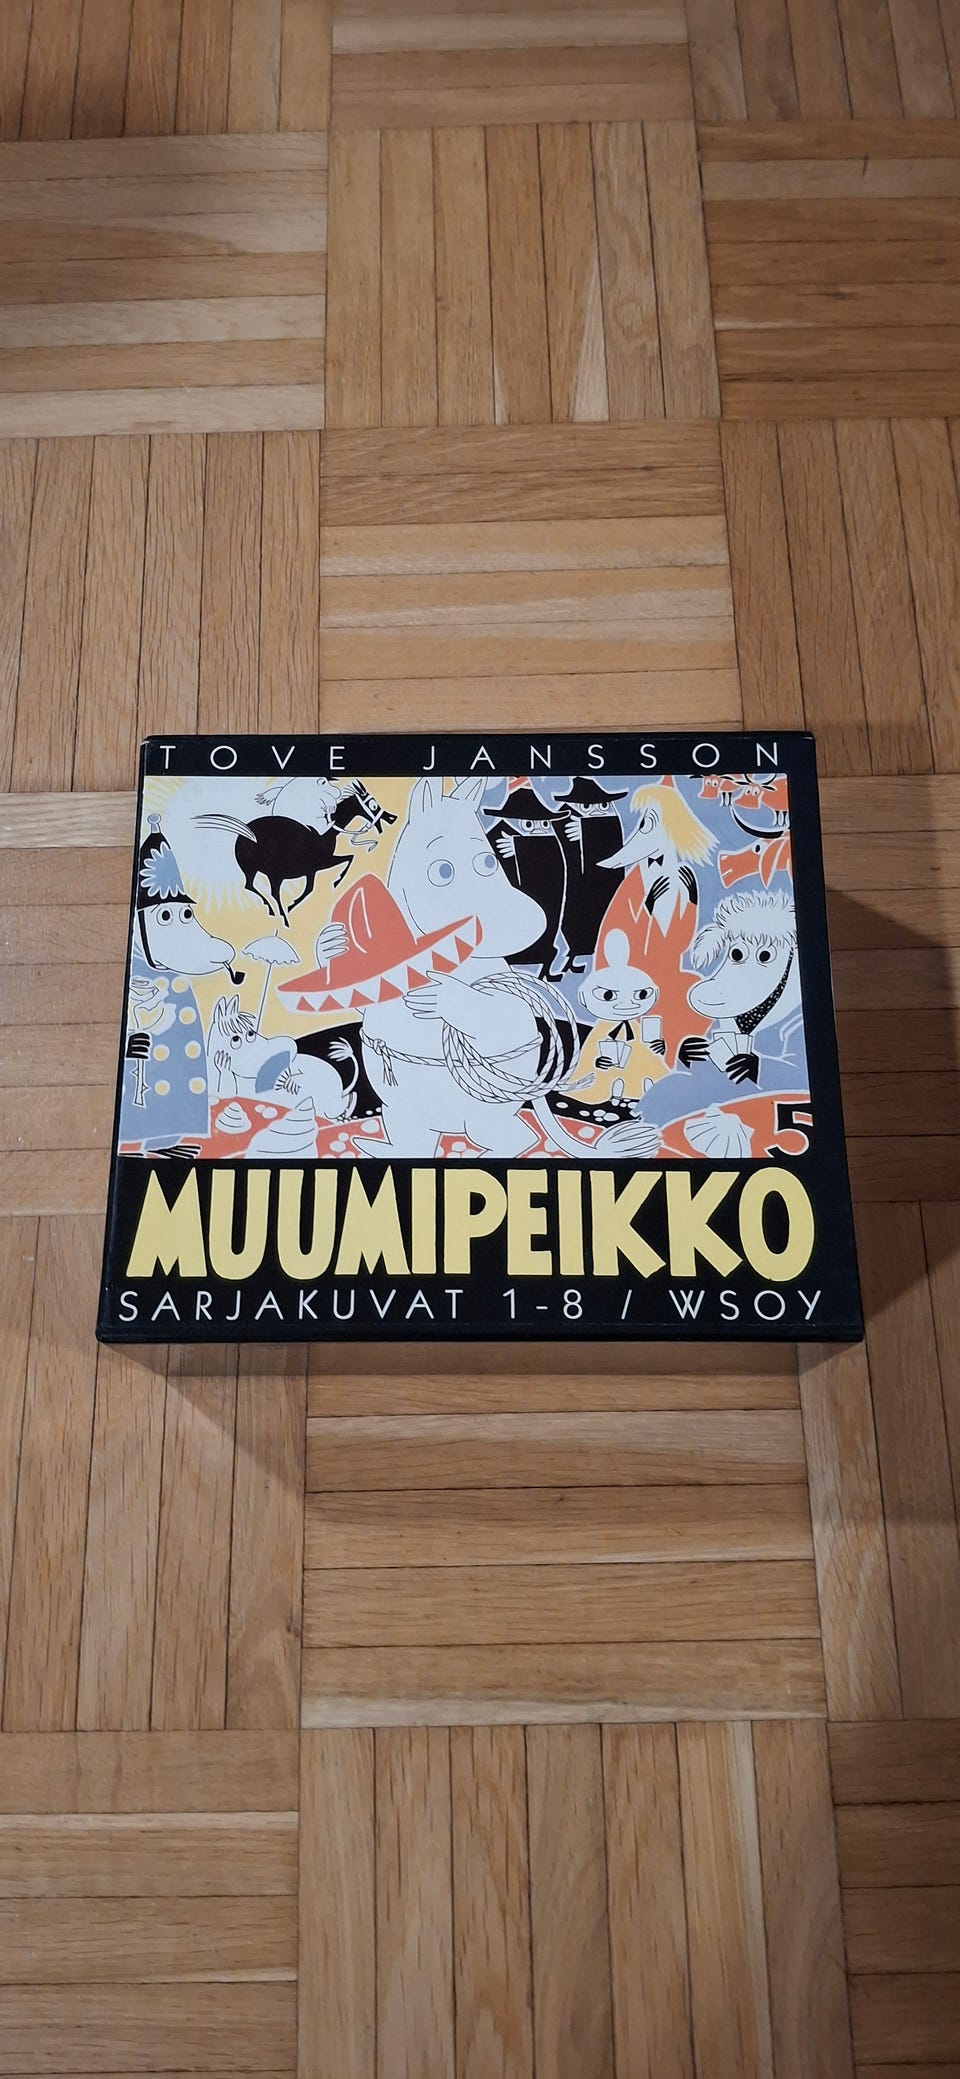 TOVE JANSSON
5
MUUMIPEIKKO
SARJAKUVAT 1-8 / WSOY